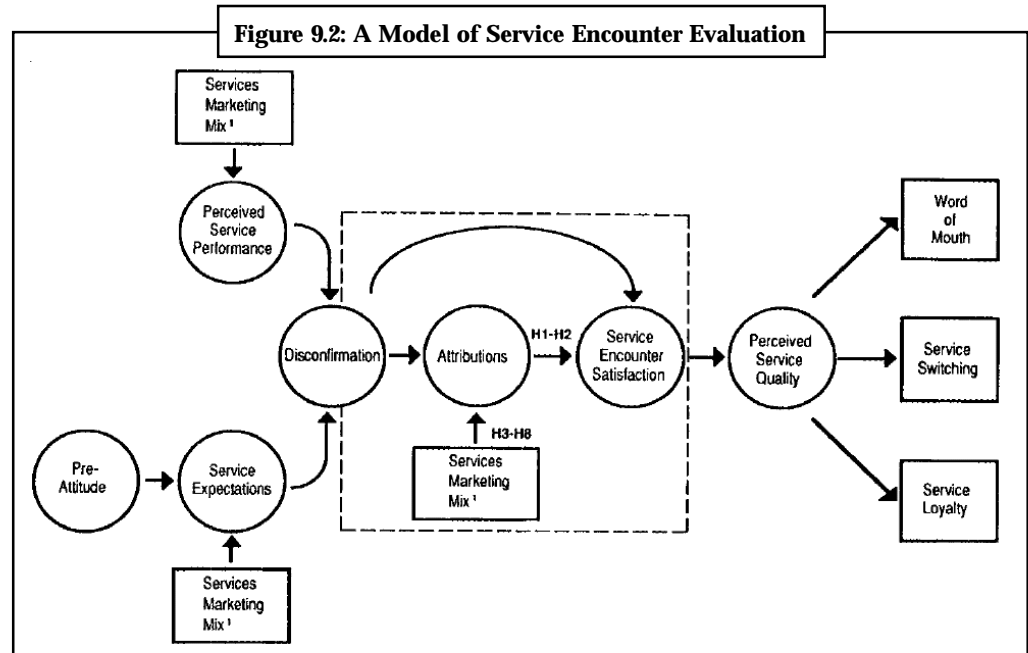 Figure 9.2: A Model of Service Encounter Evaluation
Services
Marketing
Mix ¹
Perceived
Service
Performance
Word
of
Mouth
Disconfirmation
Attributions
H1-H2
Service
Encounter
Satisfaction
Perceived
Service
Quality
Service
Switching
H3-H8
Services
Marketing
Mix ¹
Pre-
Attitude
Service
Expectations
Service
Loyalty
Services
Marketing
Mix ¹